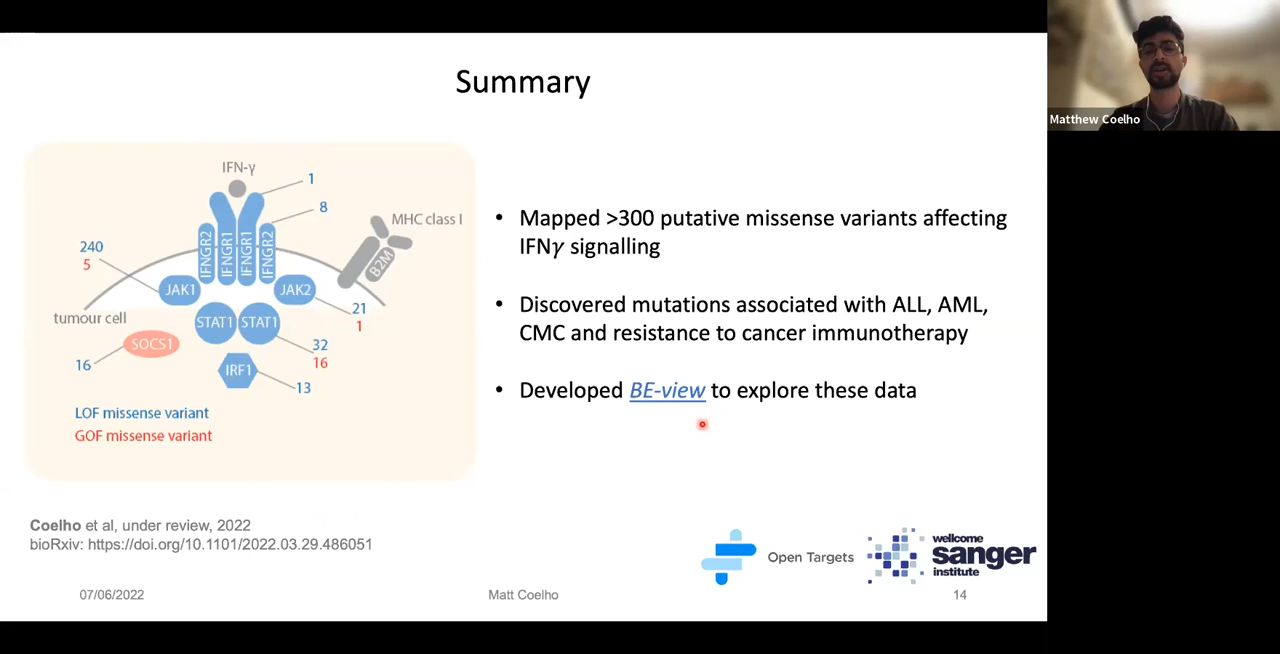 Summary
IFN-γ
1
8
MHC class I
240
5
IFNGR2
IFNGR1
IFNGR1
IFNGR2
B2M
JAK1
JAK2
tumour cell
STAT1
STAT1
21
1
SOCS1
32
16
16
IRF1
13
LOF missense variant
GOF missense variant
• Mapped >300 putative missense variants affecting
IFN𝛾 signalling
• Discovered mutations associated with ALL, AML,
CMC and resistance to cancer immunotherapy
• Developed BE-view to explore these data
Coelho et al, under review, 2022
bioRxiv: https://doi.org/10.1101/2022.03.29.486051
Open Targets
wellcome
sanger
institute
07/06/2022
Matt Coelho
14
Matthew Coelho